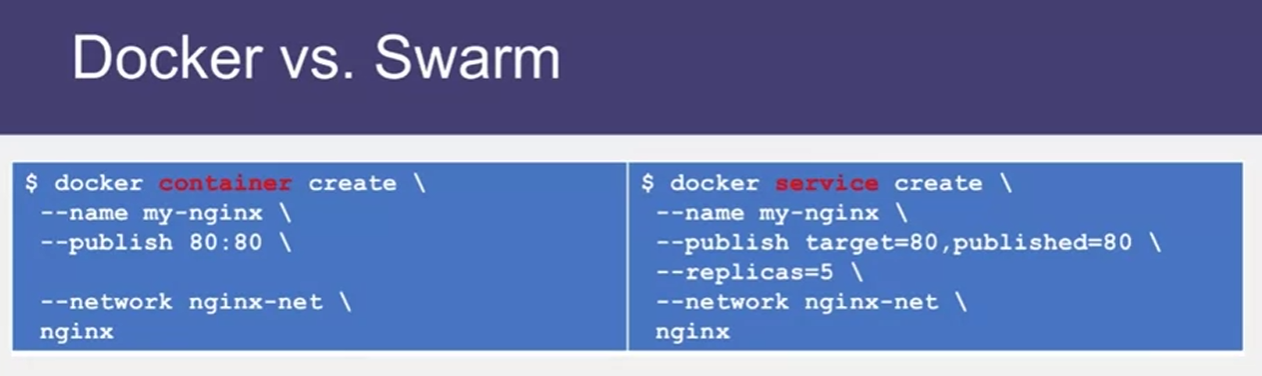 Docker vs. Swarm
$ docker container create \
--name my-nginx \
--publish 80:80 \
--network nginx-net \
nginx
$ docker service create \
--name my-nginx \
--publish target=80,published=80 \
--replicas=5 \
--network nginx-net \
nginx